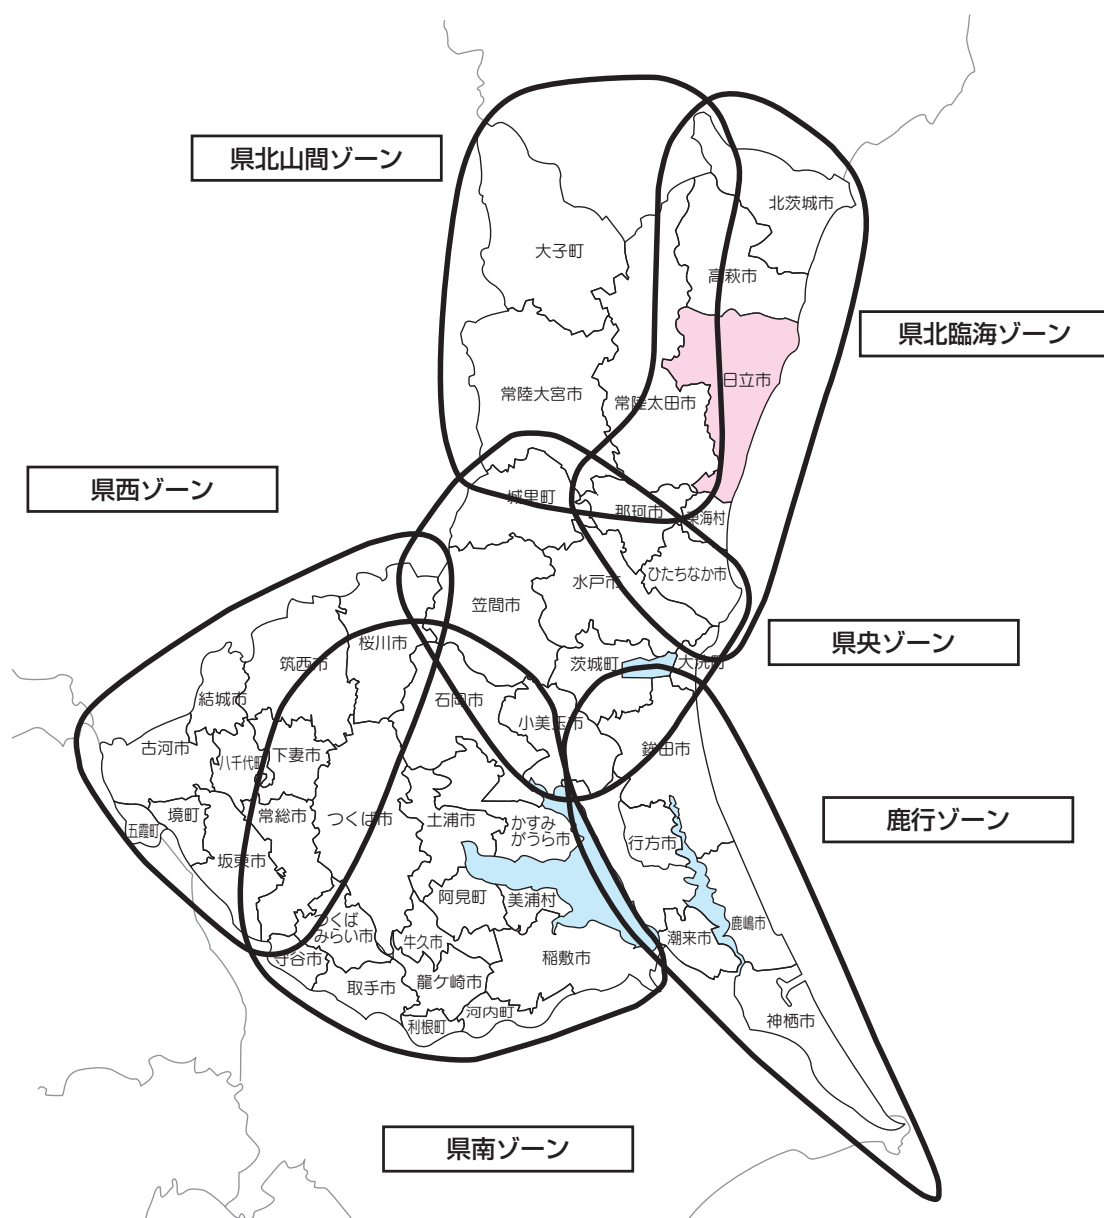 県北山間ゾーン
北茨城市
大子町
高萩市
県北臨海ゾーン
日立市
常陸大宮市
常陸太田市
県西ゾーン
城里町
那珂市
東海村
ひたちなか市
水戸市
笠間市
県央ゾーン
桜川市
筑西市
茨城町
大洗町
結城市
石岡市
小美玉市
古河市
八千代町
下妻市
鉾田市
境町
五霞町
常総市
つくば市
土浦市
かすみ
がうら市
鹿行ゾーン
行方市
坂東市
阿見町
美浦村
つくば
みらい市
牛久市
潮来市
鹿嶋市
守谷市
取手市
龍ケ崎市
稲敷市
利根町
河内町
神栖市
県南ゾーン